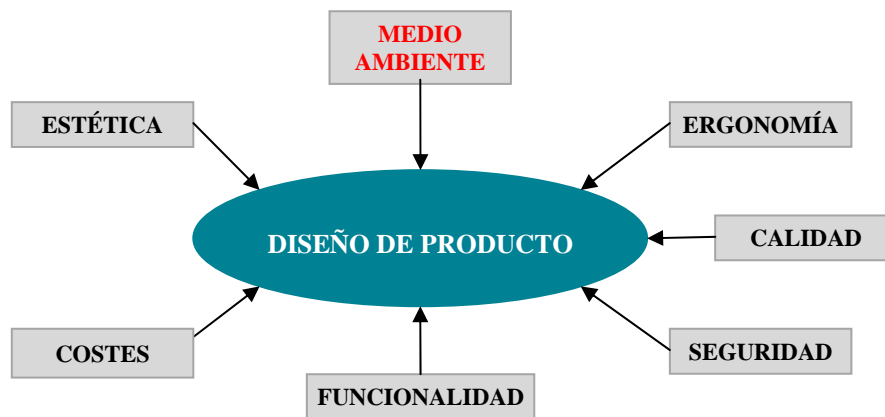 MEDIO
AMBIENTE
ESTÉTICA
ERGONOMÍA
DISEÑO DE PRODUCTO
CALIDAD
COSTES
SEGURIDAD
FUNCIONALIDAD